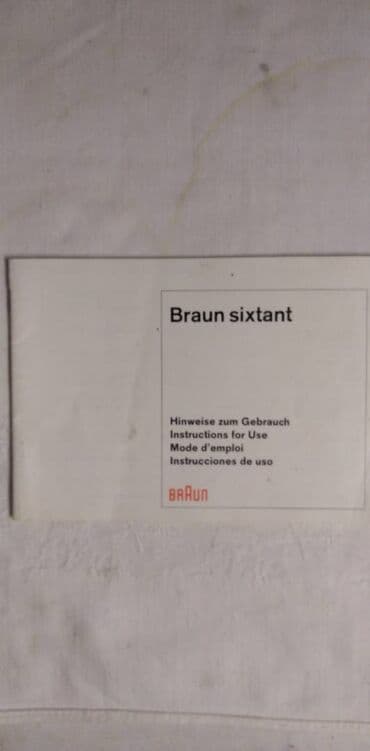 Braun sixtant
Hinweise zum Gebrauch
Instructions for Use
Mode d'emploi
Instrucciones de uso
BRAUN